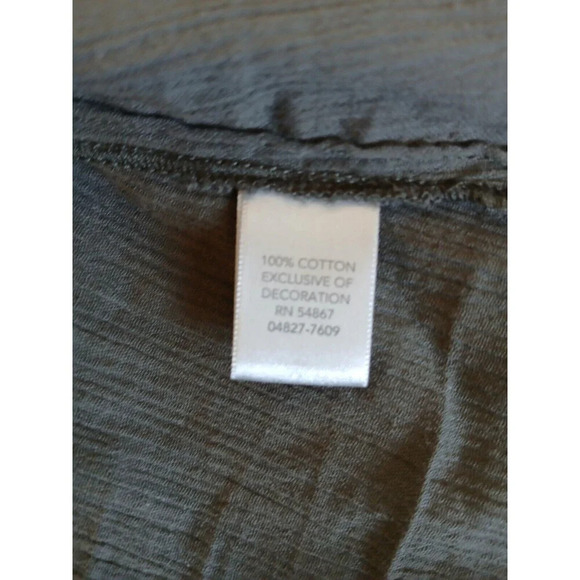 100% COTTON
EXCLUSIVE OF
DECORATION
RN 54867
04827-7609